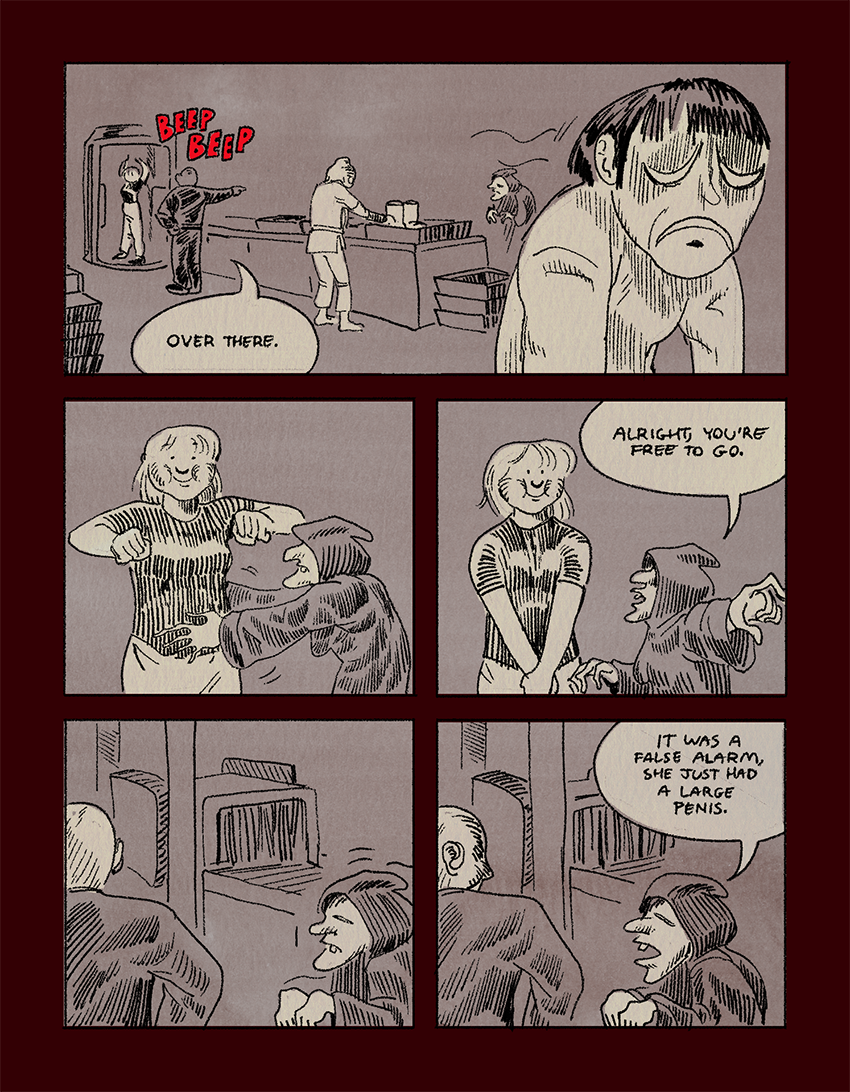 BEEP
BEEP
OVER THERE.
ALRIGHT, YOU'RE
FREE TO GO.
IT WAS A
FALSE ALARM,
SHE JUST HAD
A LARGE
PENIS.